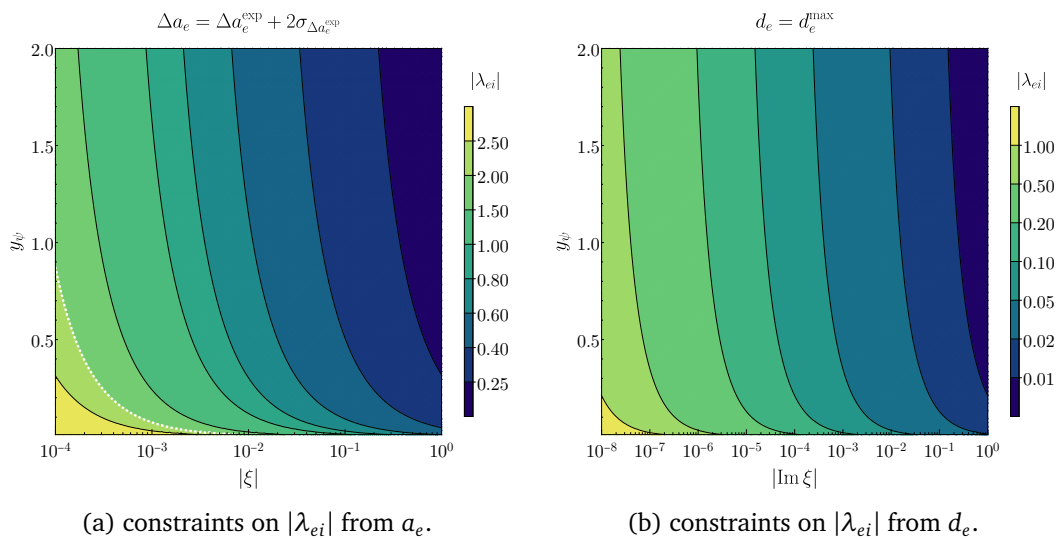 Δa_e = Δa_e^exp + 2σ_{Δa_e^exp}
|λ_ei|
2.0
1.5
1.0
0.5
y_ψ
2.50
2.00
1.50
1.00
0.80
0.60
0.40
0.25
10^-4 10^-3 10^-2 10^-1 10^0
|ξ|
(a) constraints on |λ_ei| from a_e.
d_e = d_e^max
|λ_ei|
2.0
1.5
1.0
0.5
y_ψ
1.00
0.50
0.20
0.10
0.05
0.02
0.01
10^-8 10^-7 10^-6 10^-5 10^-4 10^-3 10^-2 10^-1 10^0
|Im ξ|
(b) constraints on |λ_ei| from d_e.